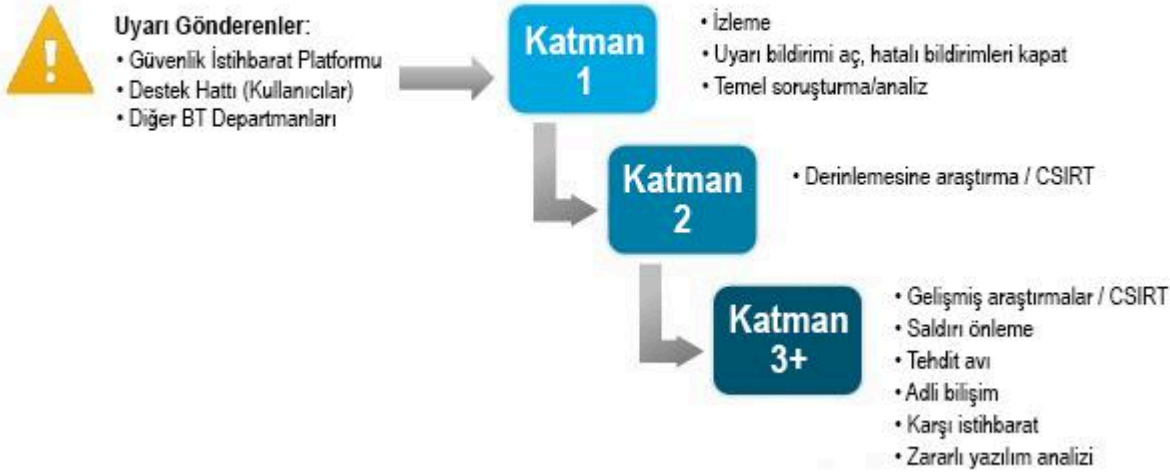 Uyarı Gönderenler:
• Güvenlik İstihbarat Platformu
• Destek Hattı (Kullanıcılar)
• Diğer BT Departmanları
Katman
1
• İzleme
• Uyarı bildirimi aç, hatalı bildirimleri kapat
• Temel soruşturma/analiz
Katman
2
• Derinlemesine araştırma / CSIRT
Katman
3+
• Gelişmiş araştırmalar / CSIRT
• Saldırı önleme
• Tehdit avı
• Adli bilişim
• Karşı istihbarat
• Zararlı yazılım analizi